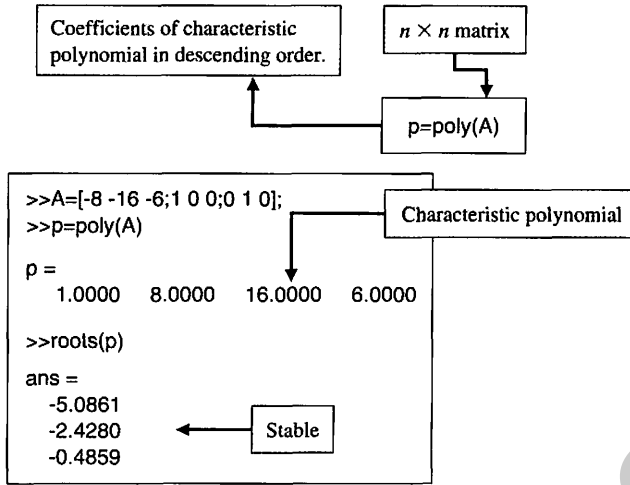 Coefficients of characteristic
polynomial in descending order.
n × n matrix
p=poly(A)
>>A=[-8 -16 -6;1 0 0;0 1 0];
>>p=poly(A)
Characteristic polynomial
p =
1.0000 8.0000 16.0000 6.0000
>>roots(p)
ans =
-5.0861
-2.4280
Stable
-0.4859